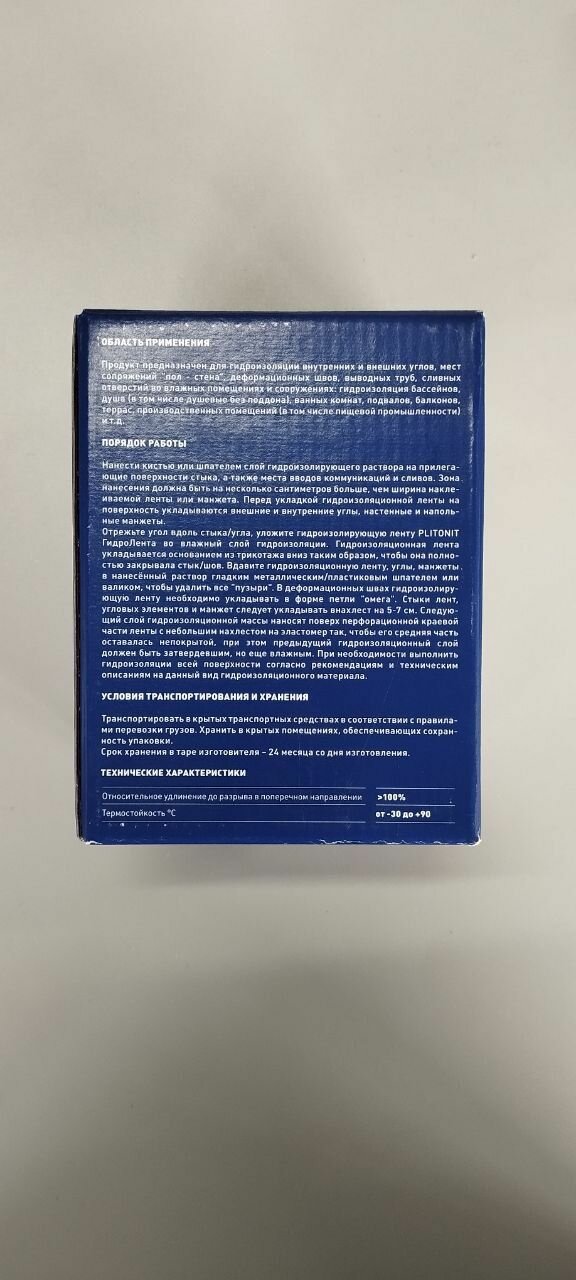 ОБЛАСТЬ ПРИМЕНЕНИЯ
Продукт предназначен для гидроизоляции внутренних и внешних углов, мест
сопряжений "пол - стена", деформационных швов, выводных труб, сливных
отверстий во влажных помещениях и сооружениях: гидроизоляция бассейнов,
душа (в том числе душевые без поддона), ванных комнат, подвалов, балконов,
террас, производственных помещений (в том числе пищевой промышленности)
и т.д.
ПОРЯДОК РАБОТЫ
Нанести кистью или шпателем слой гидроизолирующего раствора на прилега-
ющие поверхности стыка, а также места вводов коммуникаций и сливов. Зона
нанесения должна быть на несколько сантиметров больше, чем ширина накле-
иваемой ленты или манжета. Перед укладкой гидроизоляционной ленты на
поверхность укладываются внешние и внутренние углы, настенные и наполь-
ные манжеты.
Отрежьте угол вдоль стыка/угла, уложите гидроизолирующую ленту PLITONIT
ГидроЛента во влажный слой гидроизоляции. Гидроизоляционная лента
укладывается основанием из трикотажа вниз таким образом, чтобы она полно-
стью закрывала стык/шов. Вдавите гидроизоляционную ленту, углы, манжеты
в нанесённый раствор гладким металлическим/пластиковым шпателем или
валиком, чтобы удалить все "пузыри". В деформационных швах гидроизолиру-
ющую ленту необходимо укладывать в форме петли "омега". Стыки лент,
угловых элементов и манжет следует укладывать внахлест на 5-7 см. Следую-
щий слой гидроизоляционной массы наносят поверх перфорационной краевой
части ленты с небольшим нахлестом на эластомер так, чтобы его средняя часть
оставалась непокрытой, при этом предыдущий гидроизоляционный слой
должен быть затвердевшим, но еще влажным. При необходимости выполнить
гидроизоляции всей поверхности согласно рекомендациям и техническим
описаниям на данный вид гидроизоляционного материала.
УСЛОВИЯ ТРАНСПОРТИРОВАНИЯ И ХРАНЕНИЯ
Транспортировать в крытых транспортных средствах в соответствии с правила-
ми перевозки грузов. Хранить в крытых помещениях, обеспечивающих сохран-
ность упаковки.
Срок хранения в таре изготовителя – 24 месяца со дня изготовления.
ТЕХНИЧЕСКИЕ ХАРАКТЕРИСТИКИ
Относительное удлинение до разрыва в поперечном направлении >100%
Термостойкость °С от -30 до +90